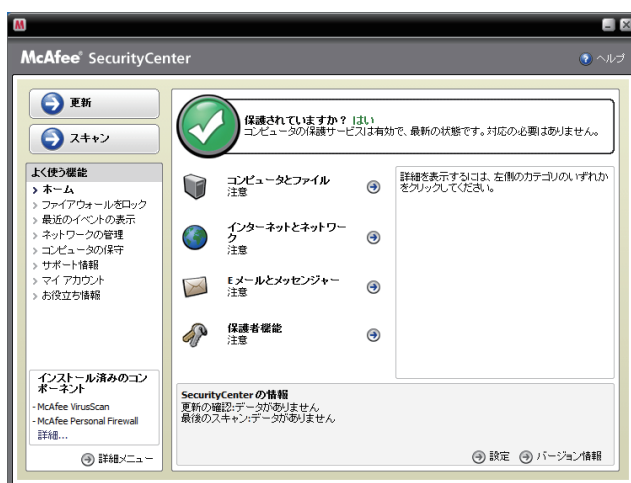 McAfee® SecurityCenter
ヘルプ
更新
スキャン
よく使う機能
ホーム
ファイアウォールをロック
最近のイベントの表示
ネットワークの管理
コンピュータの保守
サポート情報
マイ アカウント
お役立ち情報
インストール済みのコン
ポーネント
- McAfee VirusScan
- McAfee Personal Firewall
詳細...
詳細メニュー
保護されていますか? はい
コンピュータの保護サービスは有効で、最新の状態です。対応の必要はありません。
コンピュータとファイル
注意
インターネットとネットワー
ク
注意
E メールとメッセンジャー
注意
保護者機能
注意
詳細を表示するには、左側のカテゴリのいずれか
をクリックしてください。
SecurityCenter の情報
更新の確認:データがありません
最後のスキャン:データがありません
設定
バージョン情報